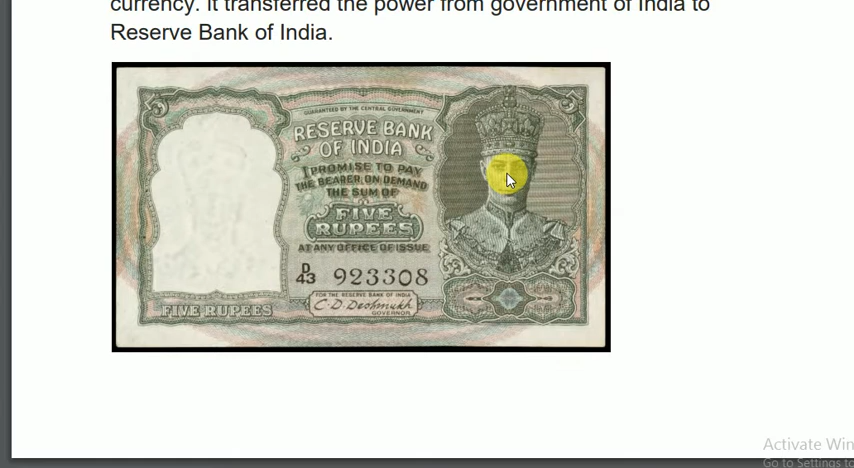 currency. It transferred the power from government of India to
Reserve Bank of India.
5
5
GUARANTEED BY THE CENTRAL GOVERNMENT
RESERVE BANK
OF INDIA
I PROMISE TO PAY
THE BEARER ON DEMAND
THE SUM OF
FIVE
RUPEES
AT ANY OFFICE OF ISSUE
D
43 923308
FOR THE RESERVE BANK OF INDIA
C. D. Deshmukh
GOVERNOR
FIVE RUPEES
Activate Win
Go to Settings to